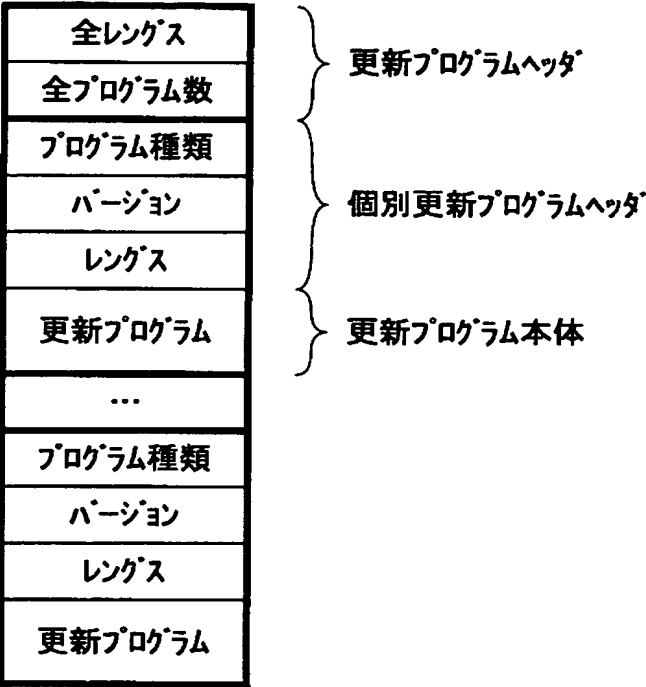 全レングス
更新プログラムヘッダ
全プログラム数
プログラム種類
バージョン
個別更新プログラムヘッダ
レングス
更新プログラム
更新プログラム本体
...
プログラム種類
バージョン
レングス
更新プログラム